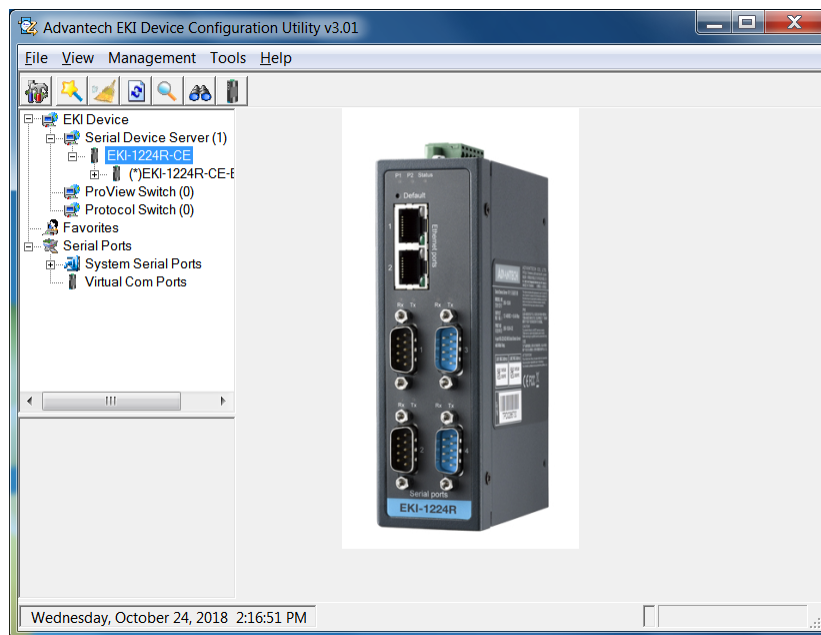 Advantech EKI Device Configuration Utility v3.01
File View Management Tools Help
EKI Device
Serial Device Server (1)
EKI-1224R-CE
(*)EKI-1224R-CE-E
ProView Switch (0)
Protocol Switch (0)
Favorites
Serial Ports
System Serial Ports
Virtual Com Ports
P1 P2 Status
Default
1
Ethernet ports
2
Rx Tx Rx Tx
1 3
Rx Tx Rx Tx
2 4
Serial ports
EKI-1224R
ADVANTECH
Wednesday, October 24, 2018 2:16:51 PM